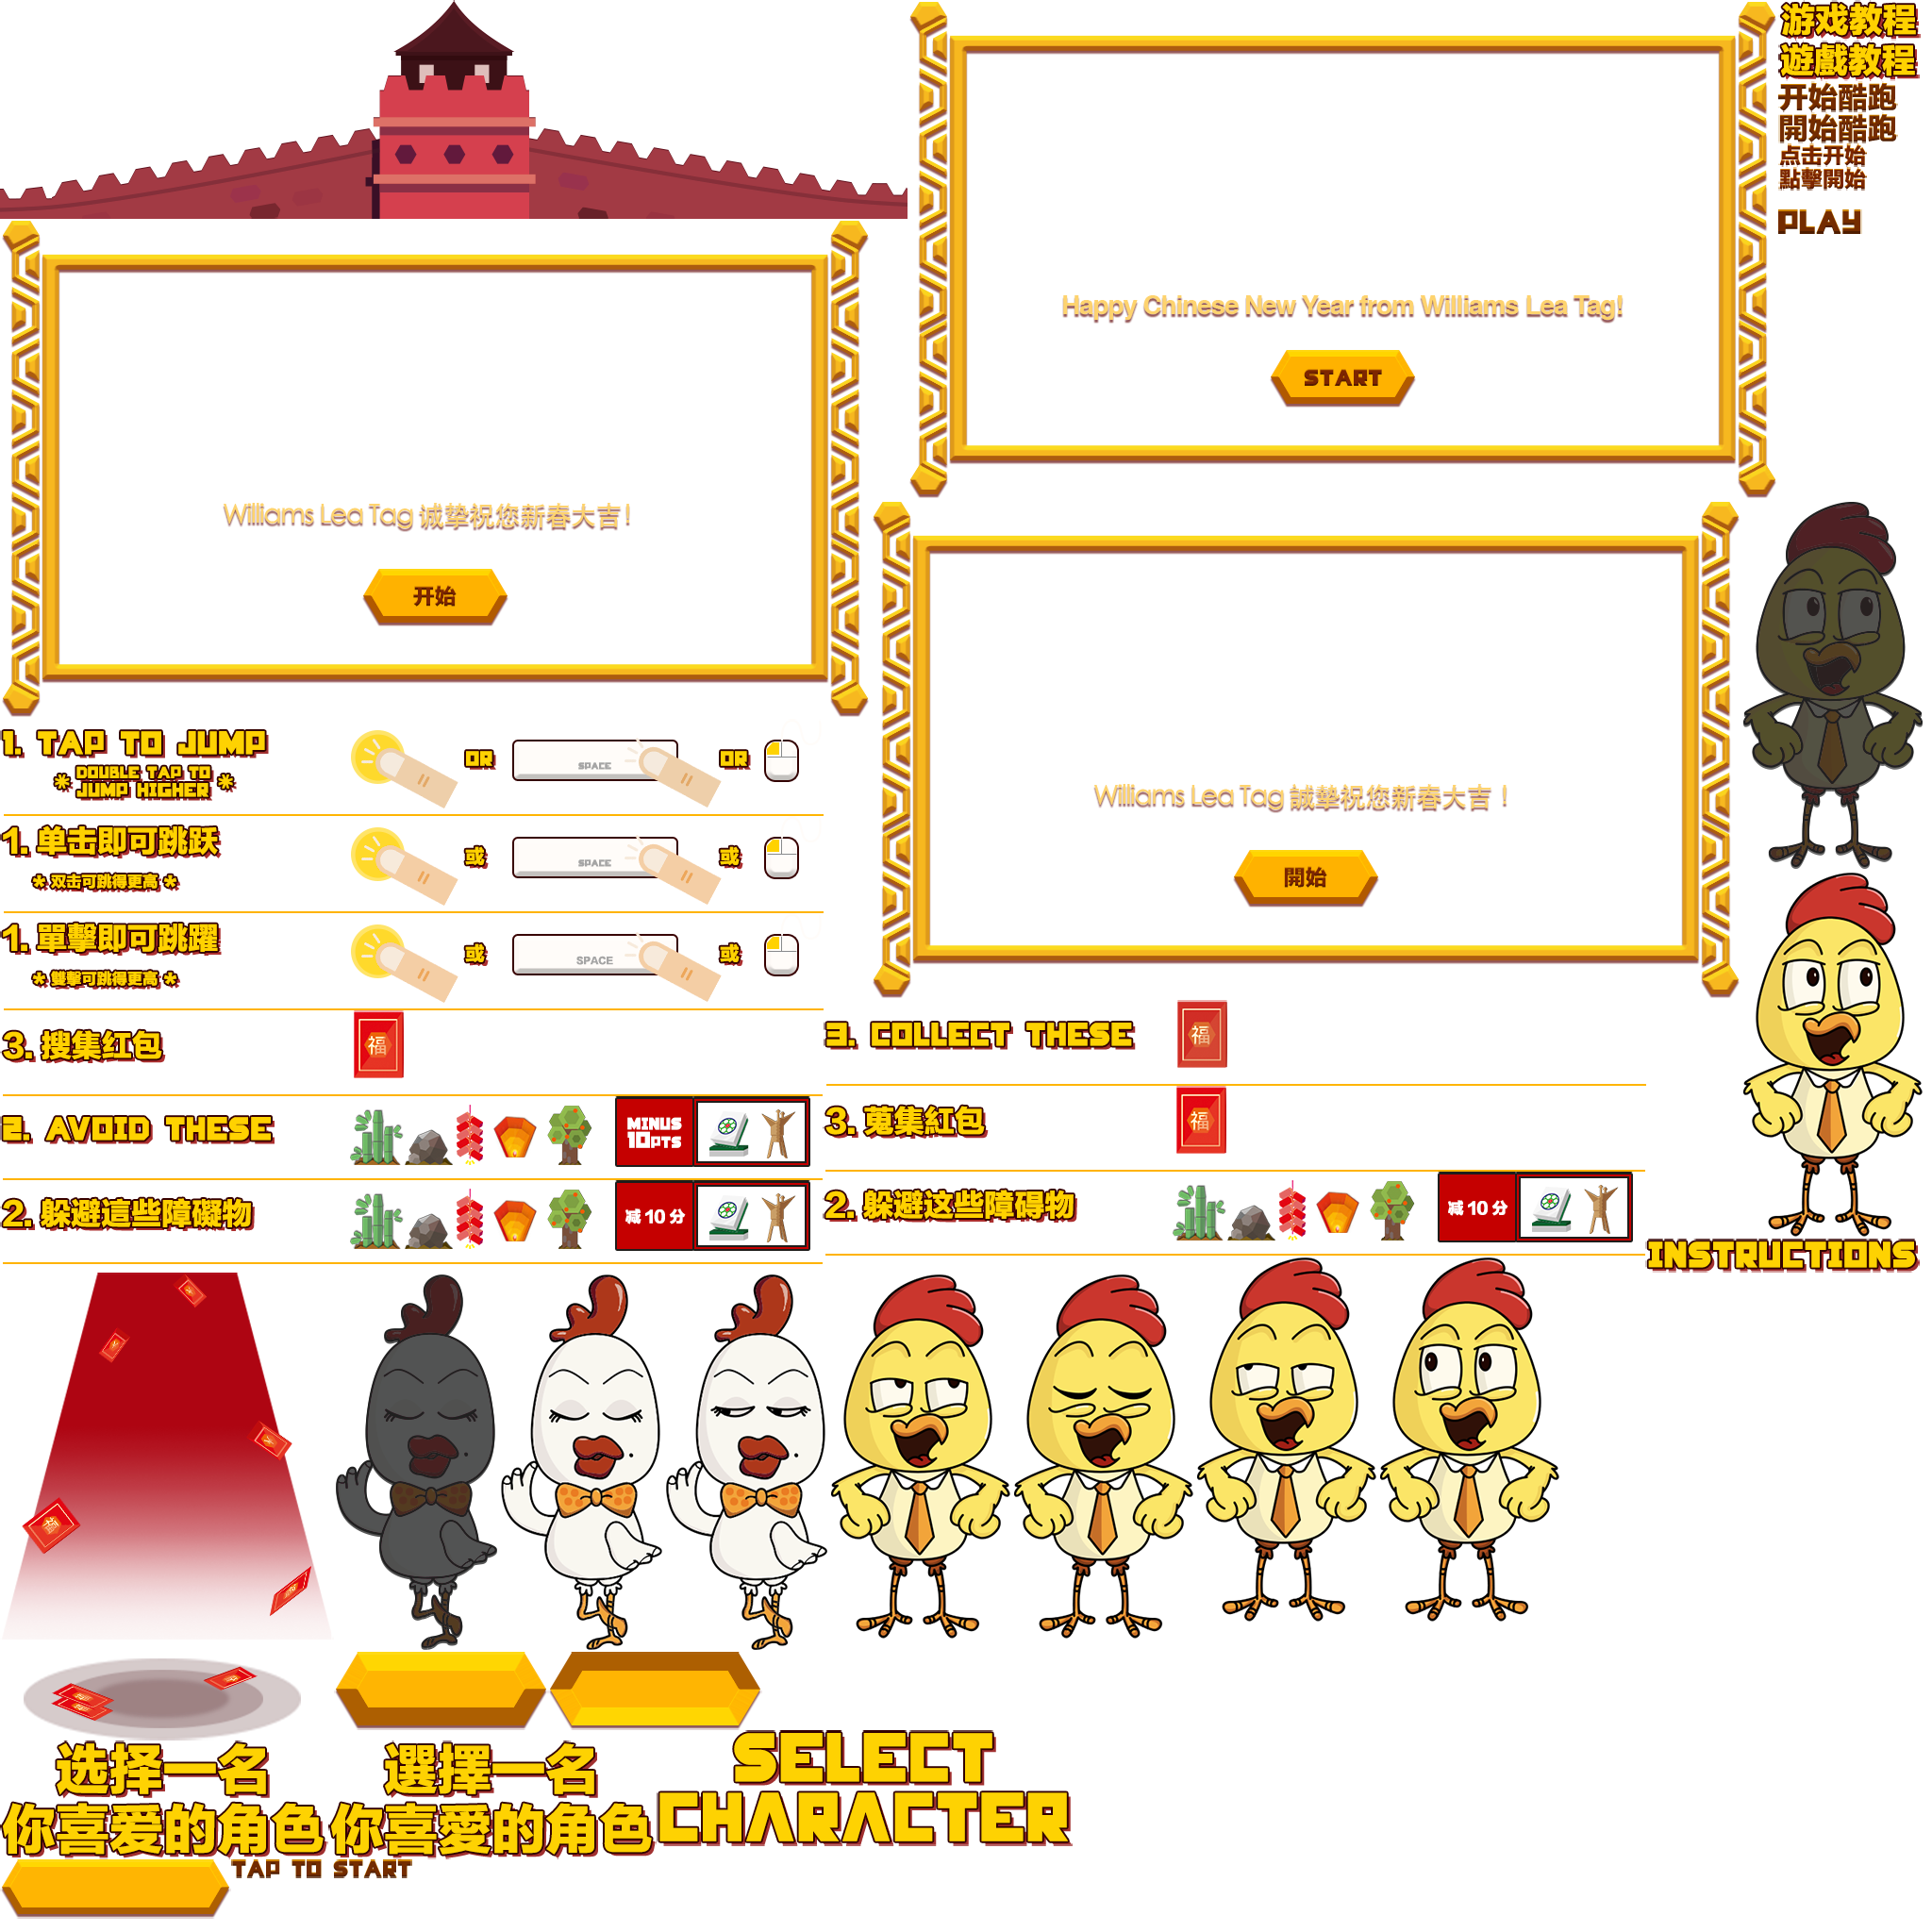 游戏教程
遊戲教程
开始酷跑
開始酷跑
点击开始
點擊開始
PLAY
Happy Chinese New Year from Williams Lea Tag!
START
Williams Lea Tag 诚挚祝您新春大吉!
开始
Williams Lea Tag 誠摯祝您新春大吉！
開始
1. TAP TO JUMP
* DOUBLE TAP TO
JUMP HIGHER *
OR
SPACE
OR
1. 单击即可跳跃
* 双击可跳得更高 *
或
SPACE
或
1. 單擊即可跳躍
* 雙擊可跳得更高 *
或
SPACE
或
3. 搜集红包
福
3. COLLECT THESE
福
2. AVOID THESE
MINUS
10PTS
3. 蒐集紅包
福
2. 躲避這些障礙物
减 10 分
2. 躲避这些障碍物
减 10 分
INSTRUCTIONS
选择一名
你喜爱的角色
選擇一名
你喜愛的角色
SELECT
CHARACTER
TAP TO START